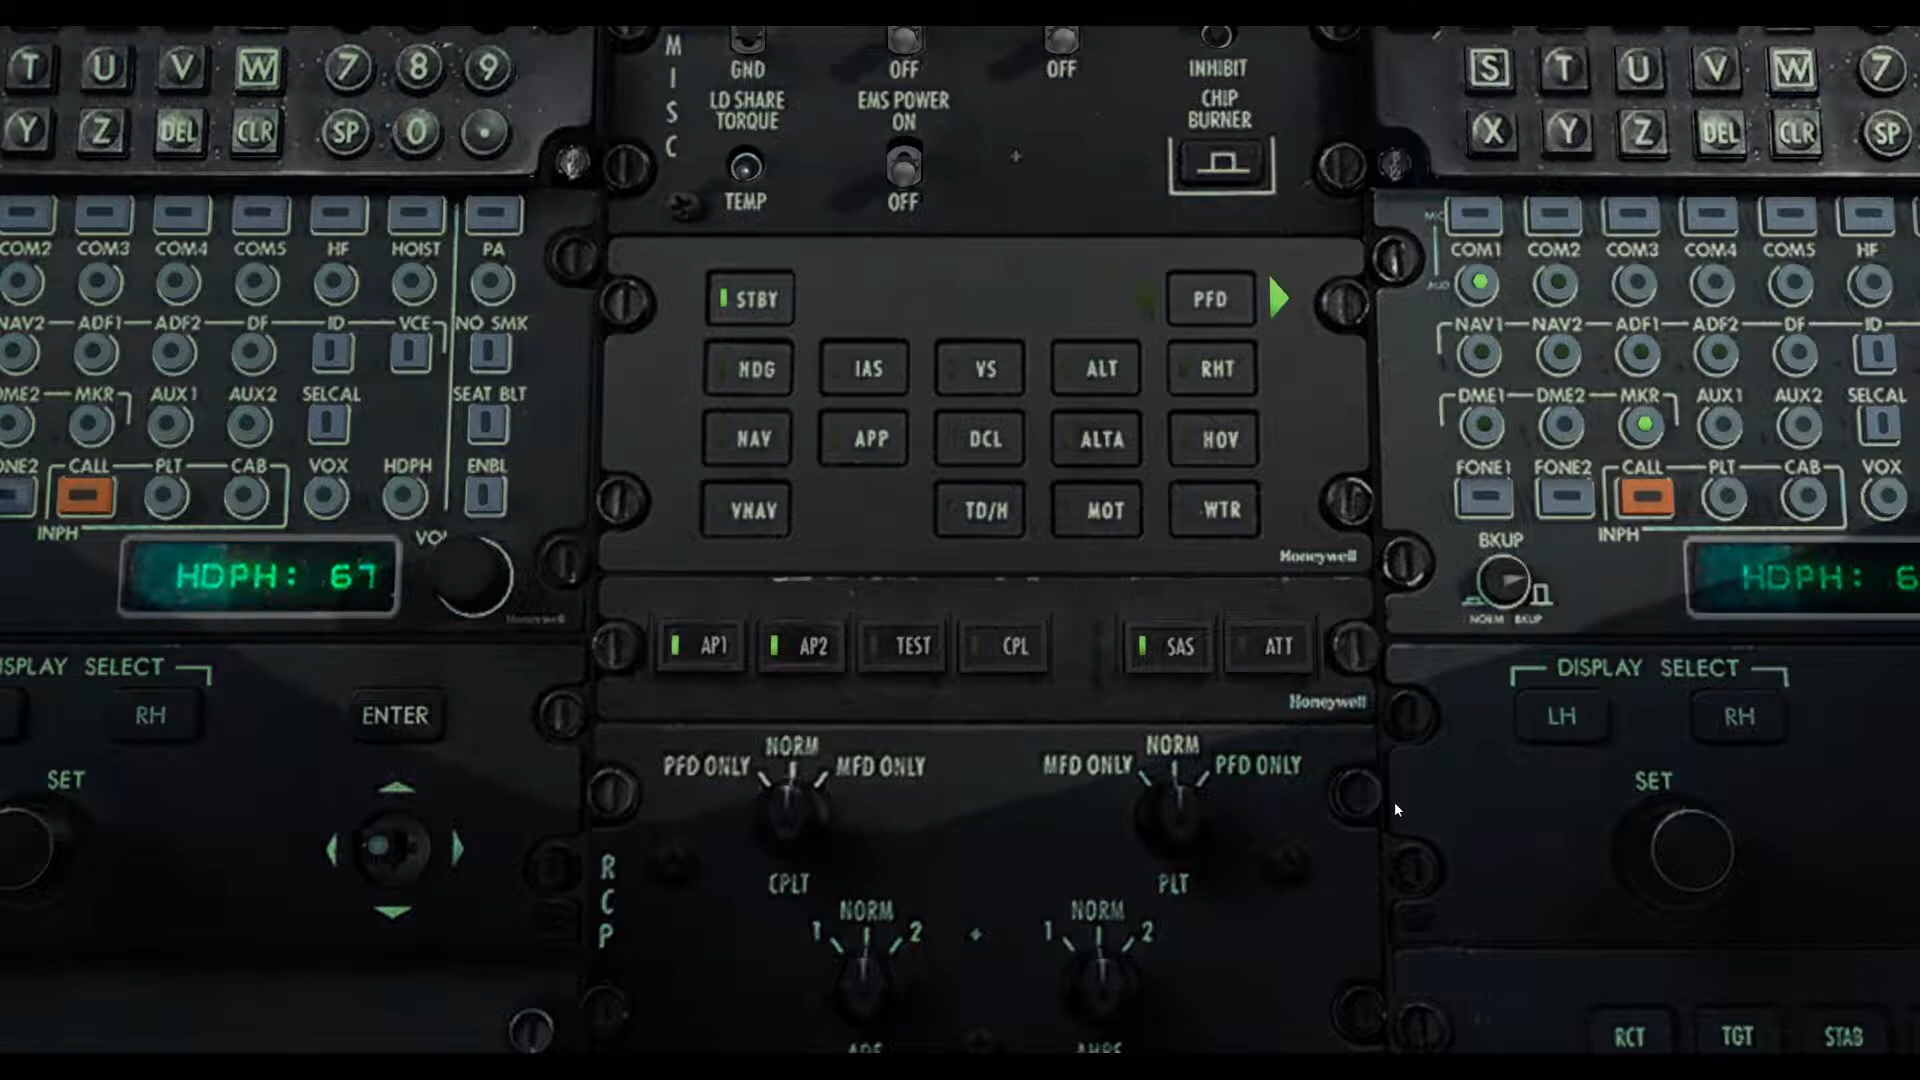 T U V W 7 8 9
Y Z DEL CLR SP 0 •
COM2 COM3 COM4 COM5 HF HOIST PA
NAV2 ADF1 ADF2 DF ID VCE NO SMK
MKR AUX1 AUX2 SELCAL SEAT BLT
CALL PLT CAB VOX HDPH ENBL
INPH
HDPH: 67
Honeywell
RH ENTER
SET
MISC
GND OFF OFF INHIBIT
LD SHARE EMS POWER CHIP
TORQUE ON BURNER
TEMP OFF
STBY PFD
HDG IAS VS ALT RHT
NAV APP DCL ALTA HOV
VNAV TD/H MOT WTR
Honeywell
AP1 AP2 TEST CPL SAS ATT
Honeywell
NORM NORM
PFD ONLY MFD ONLY MFD ONLY PFD ONLY
RCP
CPLT PLT
NORM NORM
1 2 1 2
S T U V W 7
X Y Z DEL CLR SP
COM1 COM2 COM3 COM4 COM5 HF
NAV1 NAV2 ADF1 ADF2 DF ID
DME1 DME2 MKR AUX1 AUX2 SELCAL
FONE1 FONE2 CALL PLT CAB VOX
BKUP INPH
HDPH: 6
NORM BKUP
DISPLAY SELECT
LH RH
SET
RCT TGT STAB